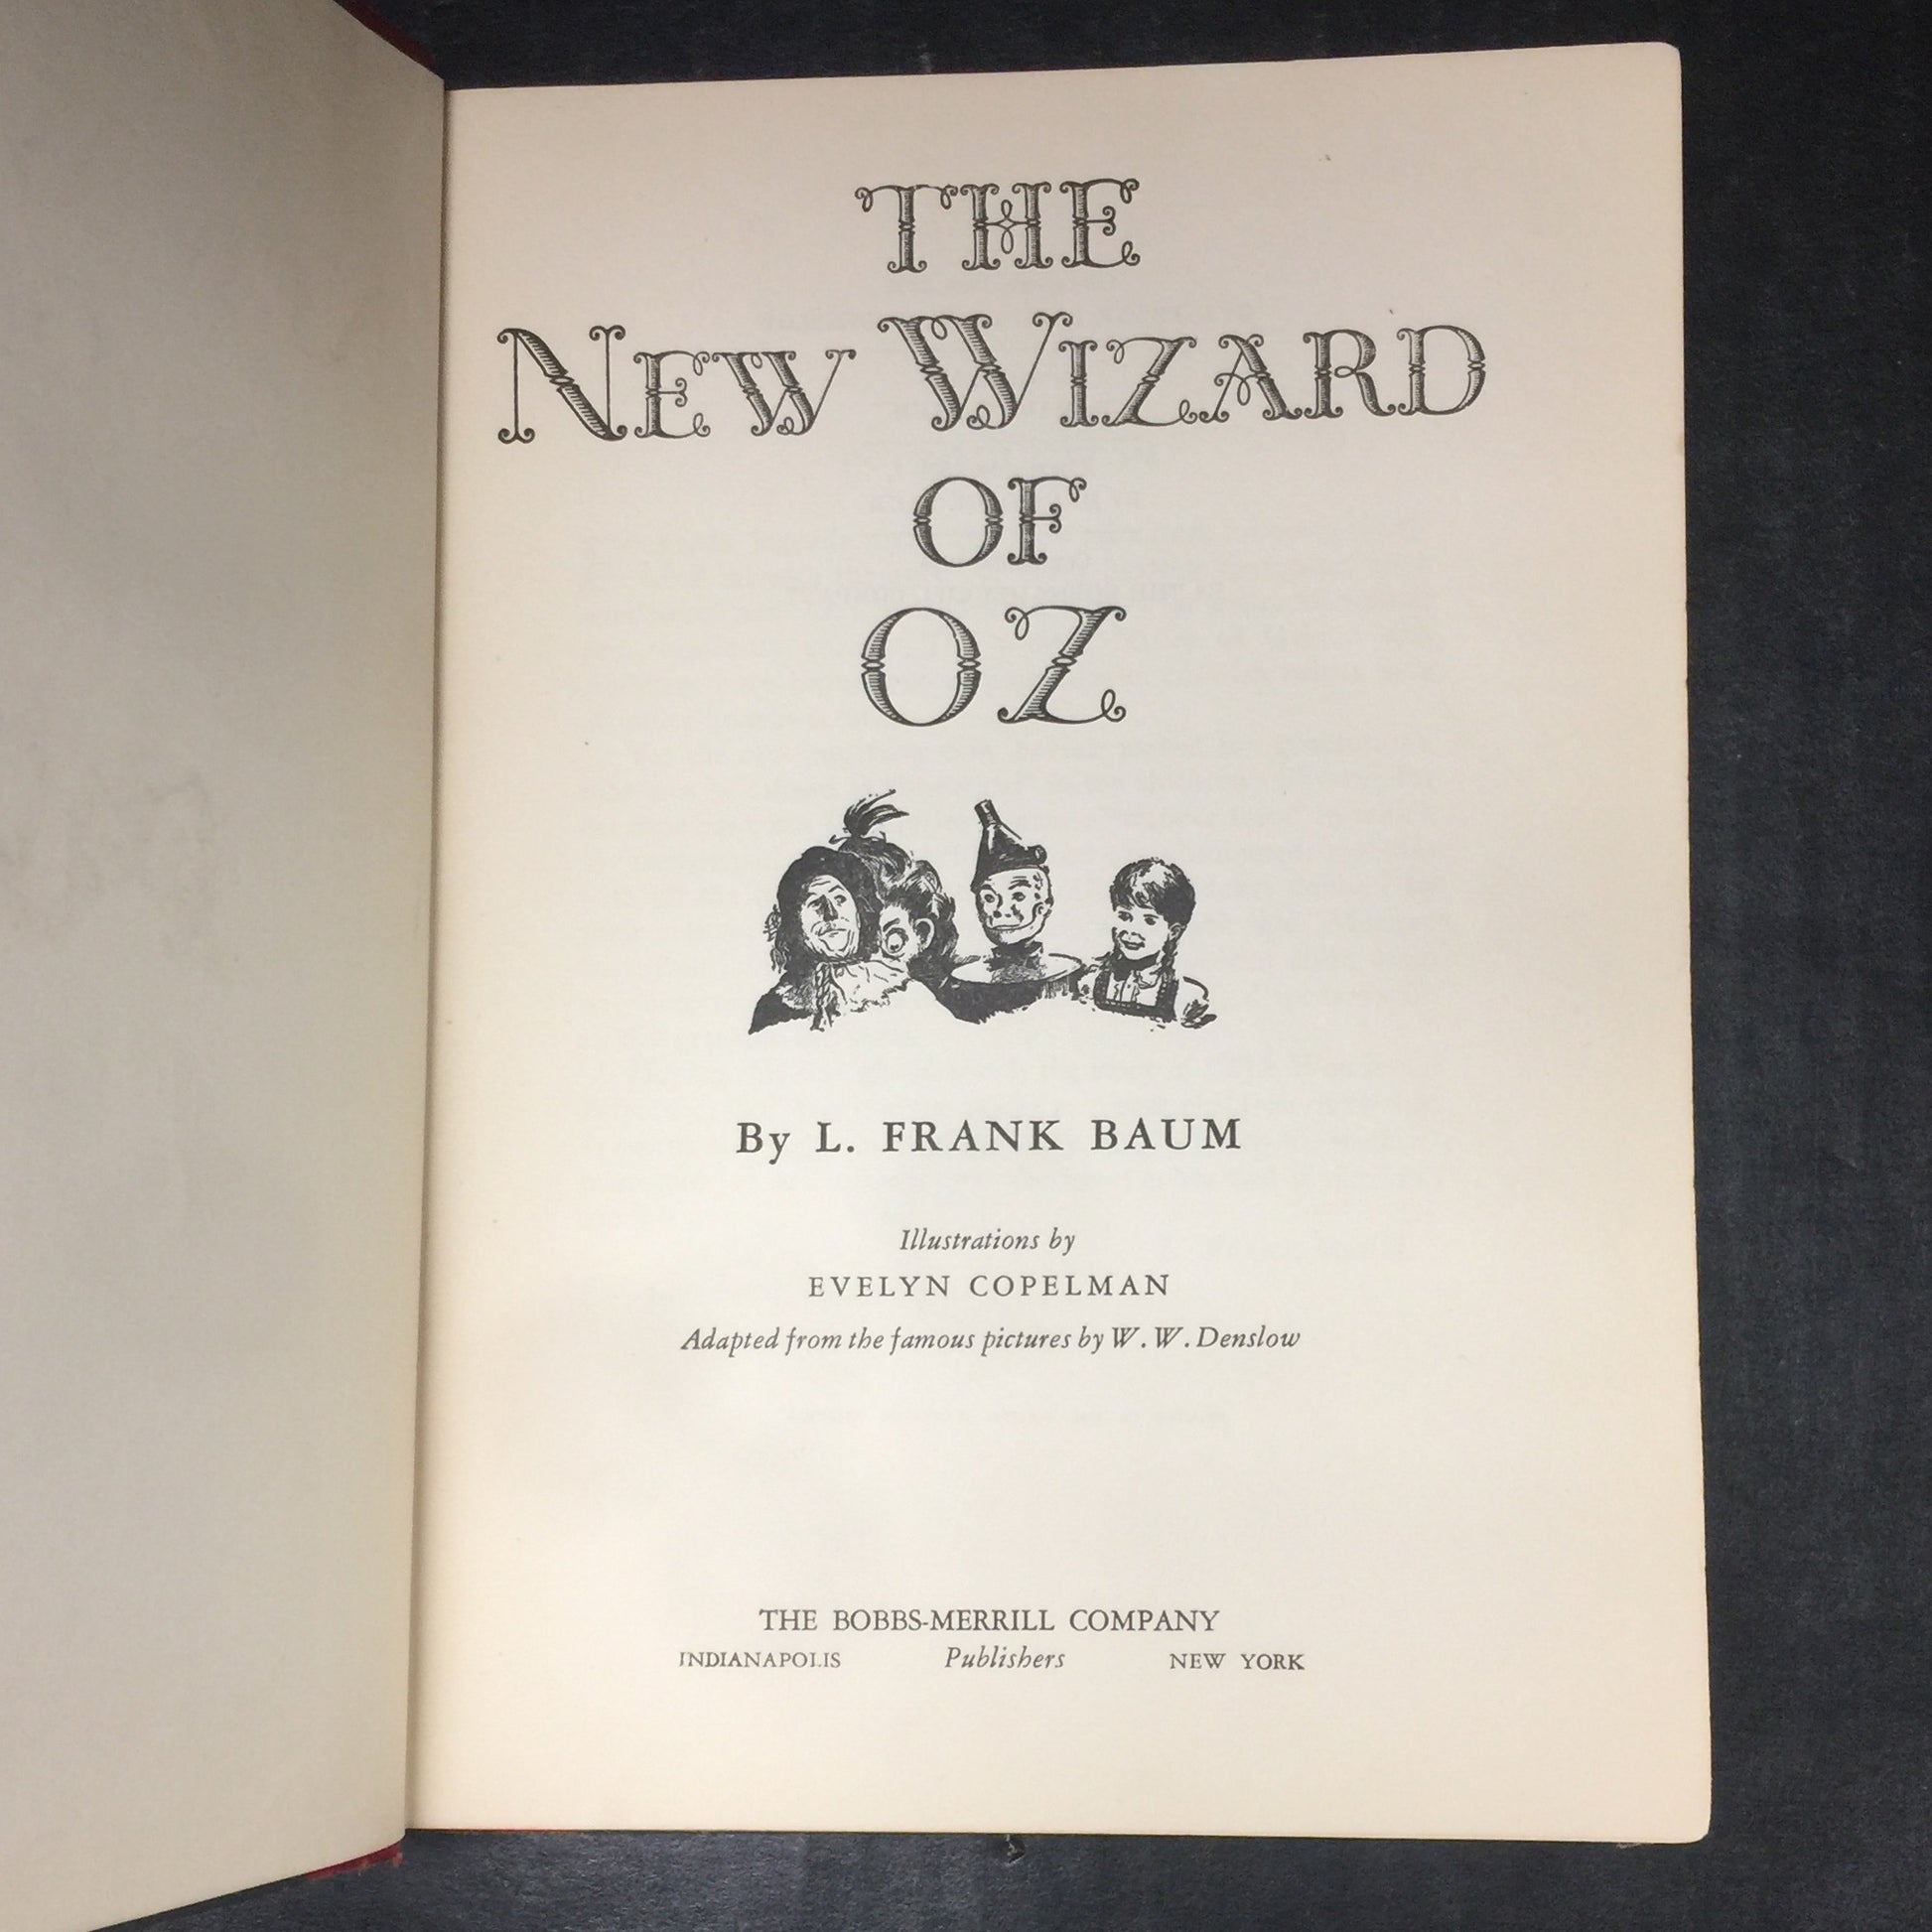 THE
NEW WIZARD
OF
OZ
By L. FRANK BAUM
Illustrations by
EVELYN COPELMAN
Adapted from the famous pictures by W. W. Denslow
THE BOBBS-MERRILL COMPANY
INDIANAPOLIS Publishers NEW YORK